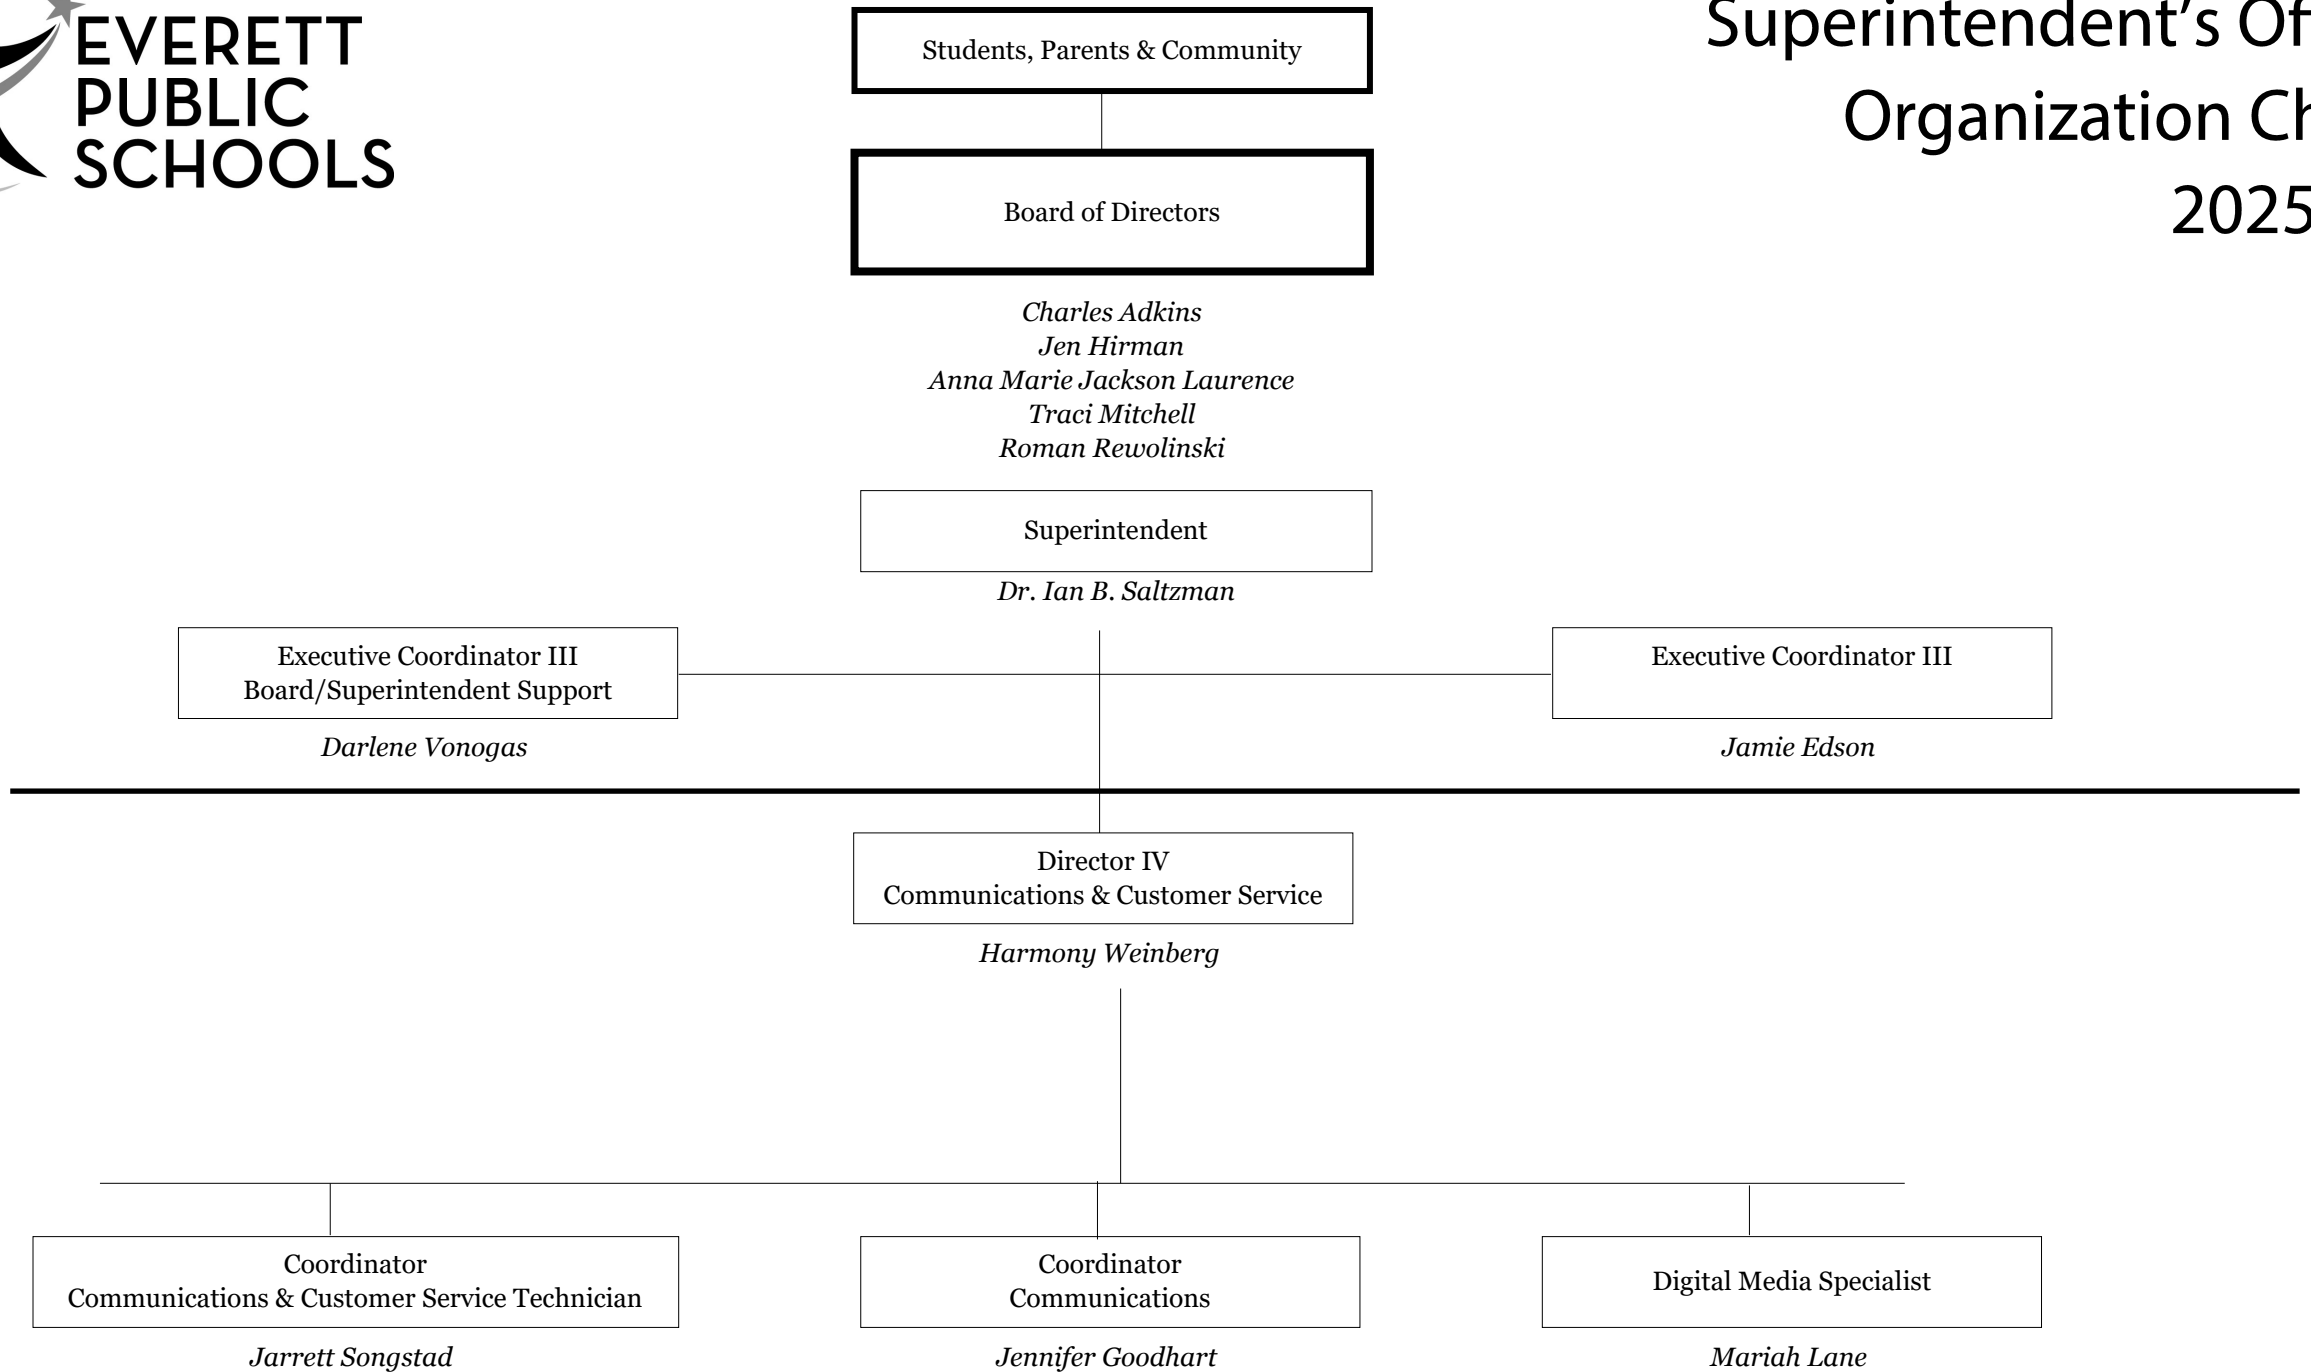 EVERETT
PUBLIC
SCHOOLS
Superintendent's
Organization
2025
Students, Parents & Community
Board of Directors
Charles Adkins
Jen Hirman
Anna Marie Jackson Laurence
Traci Mitchell
Roman Rewolinski
Superintendent
Dr. Ian B. Saltzman
Executive Coordinator III
Board/Superintendent Support
Darlene Vonogas
Executive Coordinator III
Jamie Edson
Director IV
Communications & Customer Service
Harmony Weinberg
Coordinator
Communications & Customer Service Technician
Jarrett Songstad
Coordinator
Communications
Jennifer Goodhart
Digital Media Specialist
Mariah Lane